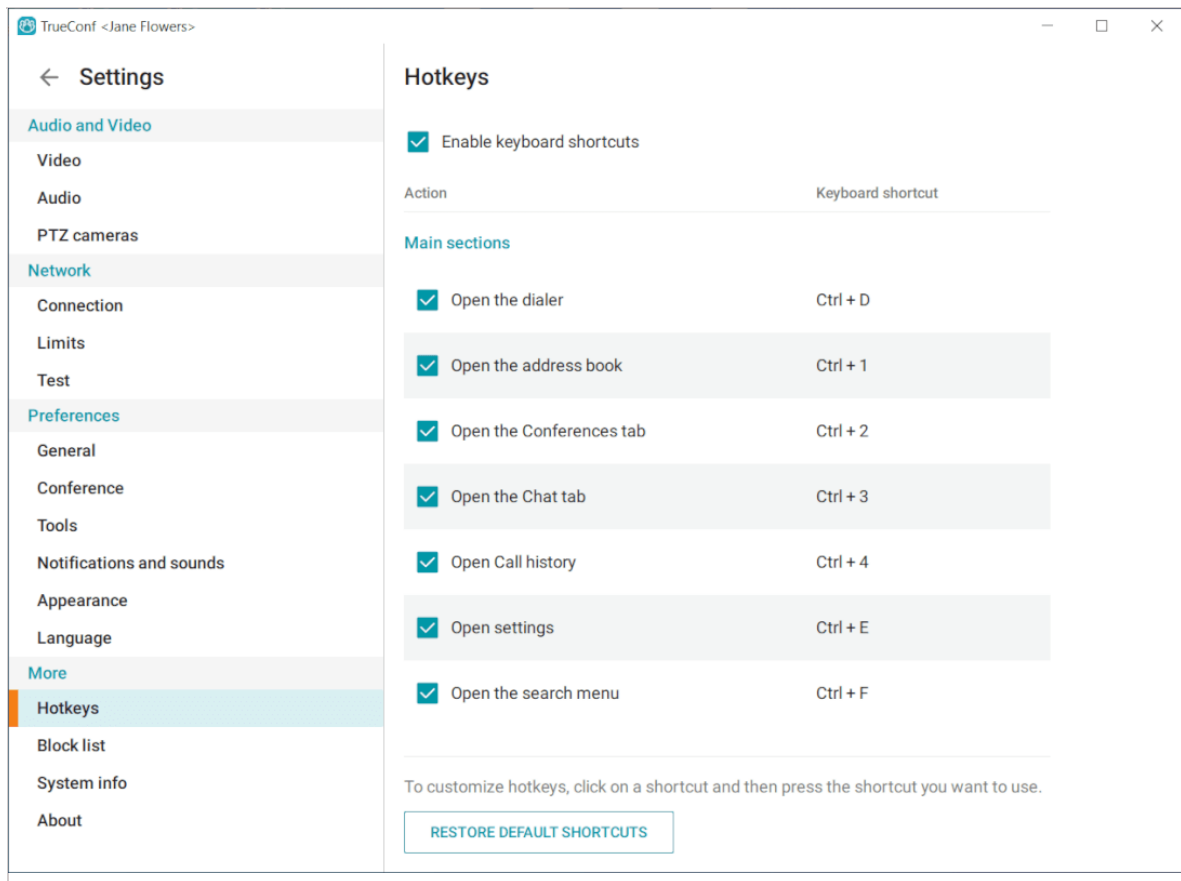 TrueConf <Jane Flowers>
Settings
Audio and Video
Video
Audio
PTZ cameras
Network
Connection
Limits
Test
Preferences
General
Conference
Tools
Notifications and sounds
Appearance
Language
More
Hotkeys
Block list
System info
About
Hotkeys
Enable keyboard shortcuts
Action Keyboard shortcut
Main sections
Open the dialer Ctrl + D
Open the address book Ctrl + 1
Open the Conferences tab Ctrl + 2
Open the Chat tab Ctrl + 3
Open Call history Ctrl + 4
Open settings Ctrl + E
Open the search menu Ctrl + F
To customize hotkeys, click on a shortcut and then press the shortcut you want to use.
RESTORE DEFAULT SHORTCUTS